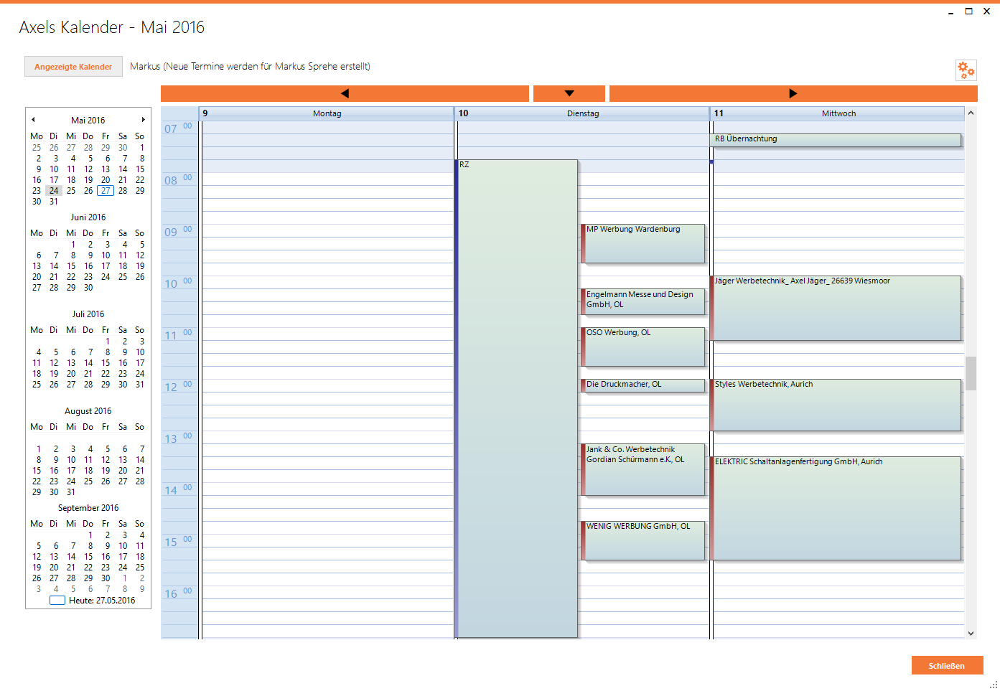 Axels Kalender - Mai 2016
Angezeigte Kalender
Markus (Neue Termine werden für Markus Sprehe erstellt)
Mai 2016
Mo Di Mi Do Fr Sa So
25 26 27 28 29 30 1
2 3 4 5 6 7 8
9 10 11 12 13 14 15
16 17 18 19 20 21 22
23 24 25 26 27 28 29
30 31
Juni 2016
Mo Di Mi Do Fr Sa So
1 2 3 4 5
6 7 8 9 10 11 12
13 14 15 16 17 18 19
20 21 22 23 24 25 26
27 28 29 30
Juli 2016
Mo Di Mi Do Fr Sa So
1 2 3
4 5 6 7 8 9 10
11 12 13 14 15 16 17
18 19 20 21 22 23 24
25 26 27 28 29 30 31
August 2016
Mo Di Mi Do Fr Sa So
1 2 3 4 5 6 7
8 9 10 11 12 13 14
15 16 17 18 19 20 21
22 23 24 25 26 27 28
29 30 31
September 2016
Mo Di Mi Do Fr Sa So
1 2 3 4
5 6 7 8 9 10 11
12 13 14 15 16 17 18
19 20 21 22 23 24 25
26 27 28 29 30 1 2
3 4 5 6 7 8 9
Heute: 27.05.2016
9 Montag
10 Dienstag
11 Mittwoch
07 00
08 00
09 00
10 00
11 00
12 00
13 00
14 00
15 00
16 00
RZ
MP Werbung Wardenburg
Engelmann Messe und Design
GmbH, OL
OSO Werbung, OL
Die Druckmacher, OL
Jank & Co. Werbetechnik
Gordian Schürmann e.K., OL
WENIG WERBUNG GmbH, OL
RB Übernachtung
Jäger Werbetechnik_ Axel Jäger_ 26639 Wiesmoor
Styles Werbetechnik, Aurich
ELEKTRIC Schaltanlagenfertigung GmbH, Aurich
Schließen